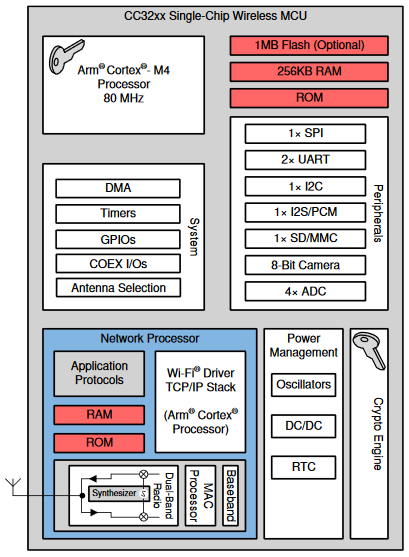 CC32xx Single-Chip Wireless MCU
Arm® Cortex®- M4
Processor
80 MHz
1MB Flash (Optional)
256KB RAM
ROM
DMA
Timers
GPIOs
COEX I/Os
Antenna Selection
System
1× SPI
2× UART
1× I2C
1× I2S/PCM
1× SD/MMC
8-Bit Camera
4× ADC
Peripherals
Network Processor
Application
Protocols
RAM
ROM
Wi-Fi® Driver
TCP/IP Stack
(Arm® Cortex®
Processor)
Synthesizer
Dual-Band
Radio
MAC
Processor
Baseband
Power
Management
Oscillators
DC/DC
RTC
Crypto Engine